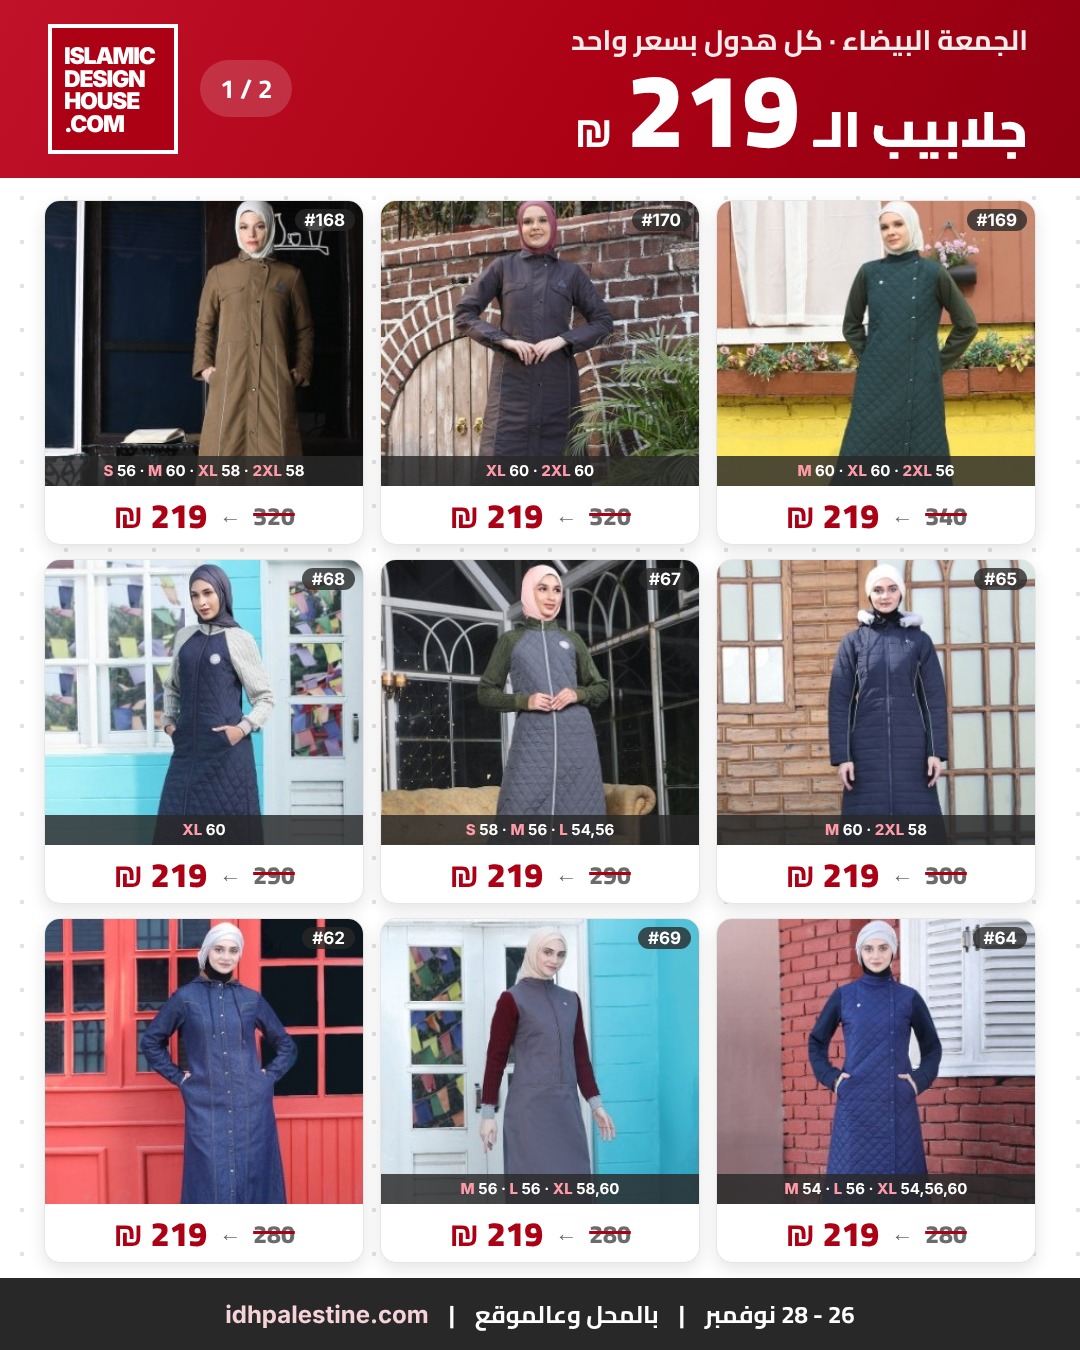 الجمعة البيضاء · كل هدول بسعر واحد
جلابيب الـ 219 ₪
1 / 2
ISLAMIC
DESIGN
HOUSE
.COM
#169
M 60 · XL 60 · 2XL 56
340 ← 219 ₪
#170
XL 60 · 2XL 60
320 ← 219 ₪
#168
S 56 · M 60 · XL 58 · 2XL 58
320 ← 219 ₪
#65
M 60 · 2XL 58
300 ← 219 ₪
#67
S 58 · M 56 · L 54,56
290 ← 219 ₪
#68
XL 60
290 ← 219 ₪
#64
M 54 · L 56 · XL 54,56,60
280 ← 219 ₪
#69
M 56 · L 56 · XL 58,60
280 ← 219 ₪
#62
280 ← 219 ₪
26 - 28 نوفمبر | بالمحل وعالموقع | idhpalestine.com